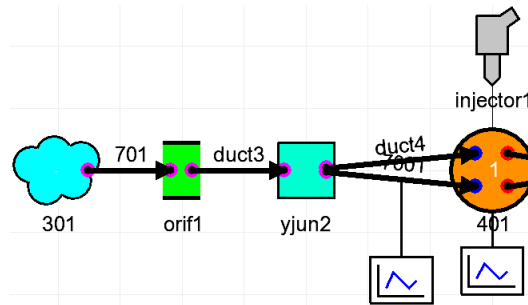 injector1
701
duct3
duct4
7001
1
301
orif1
yjun2
401